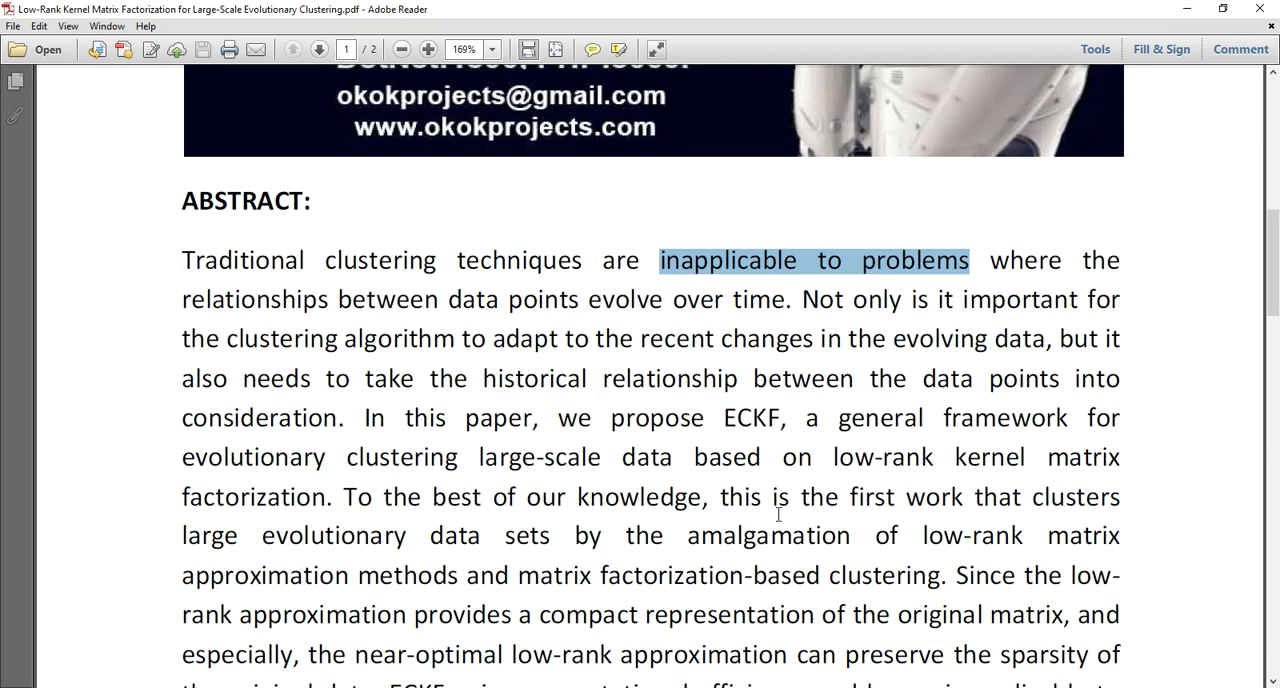 Low-Rank Kernel Matrix Factorization for Large-Scale Evolutionary Clustering.pdf - Adobe Reader
File Edit View Window Help
Open 1 / 2 169% Tools Fill & Sign Comment
okokprojects@gmail.com
www.okokprojects.com
ABSTRACT:
Traditional clustering techniques are inapplicable to problems where the
relationships between data points evolve over time. Not only is it important for
the clustering algorithm to adapt to the recent changes in the evolving data, but it
also needs to take the historical relationship between the data points into
consideration. In this paper, we propose ECKF, a general framework for
evolutionary clustering large-scale data based on low-rank kernel matrix
factorization. To the best of our knowledge, this is the first work that clusters
large evolutionary data sets by the amalgamation of low-rank matrix
approximation methods and matrix factorization-based clustering. Since the low-
rank approximation provides a compact representation of the original matrix, and
especially, the near-optimal low-rank approximation can preserve the sparsity of